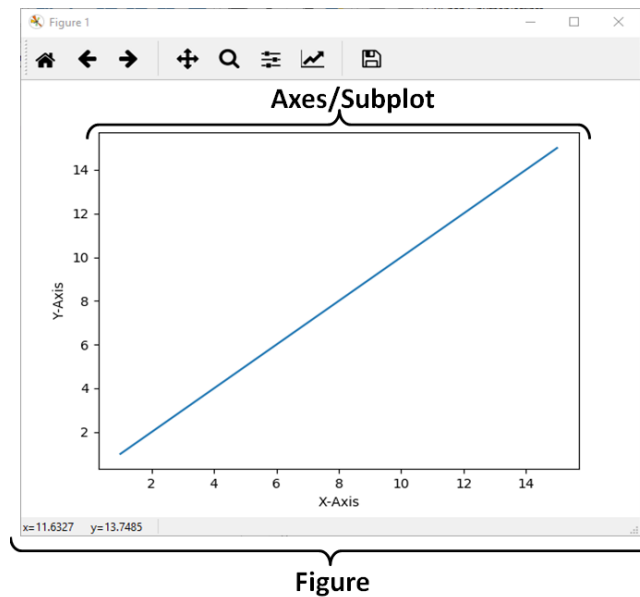 Figure 1
Axes/Subplot
14
12
10
8
6
4
2
Y-Axis
2 4 6 8 10 12 14
X-Axis
x=11.6327 y=13.7485
Figure